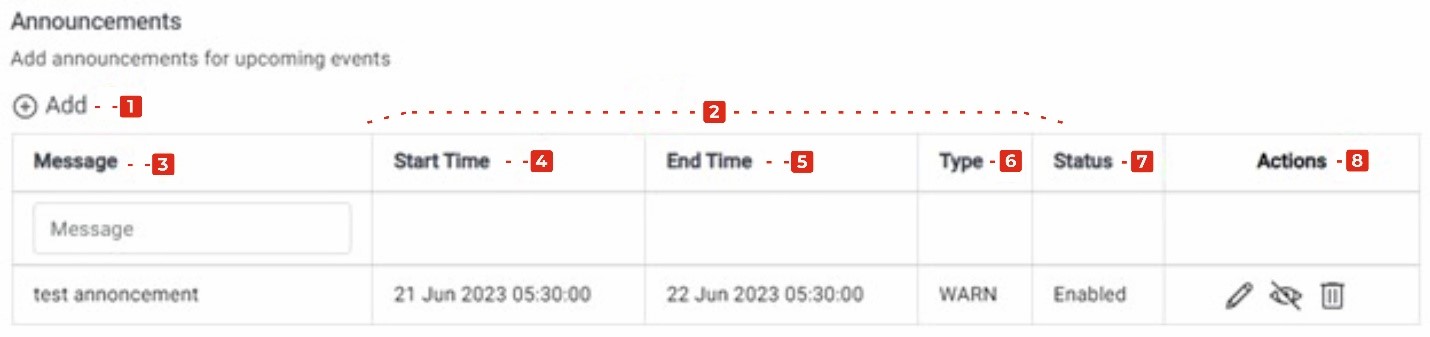 Announcements
Add announcements for upcoming events
Add 1
2
Message 3 Start Time 4 End Time 5 Type 6 Status 7 Actions 8
Message
test annoncement 21 Jun 2023 05:30:00 22 Jun 2023 05:30:00 WARN Enabled